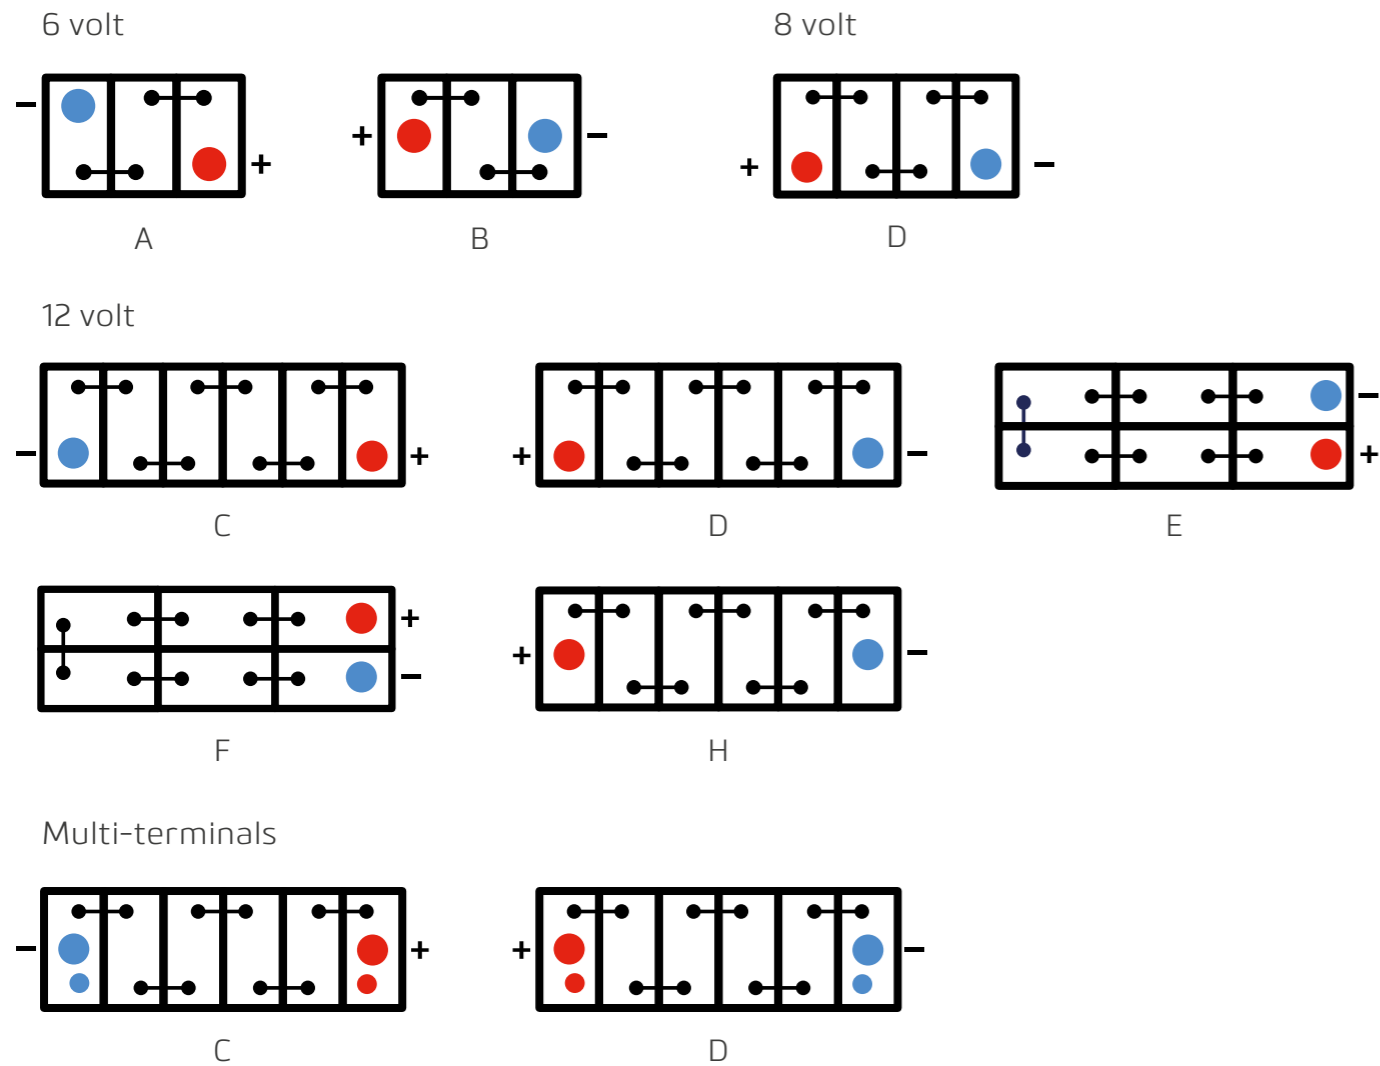 6 volt 8 volt
− + + − + −
A B D
12 volt
− + + − − +
C D E
+ − + −
F H
Multi-terminals
− + + −
C D